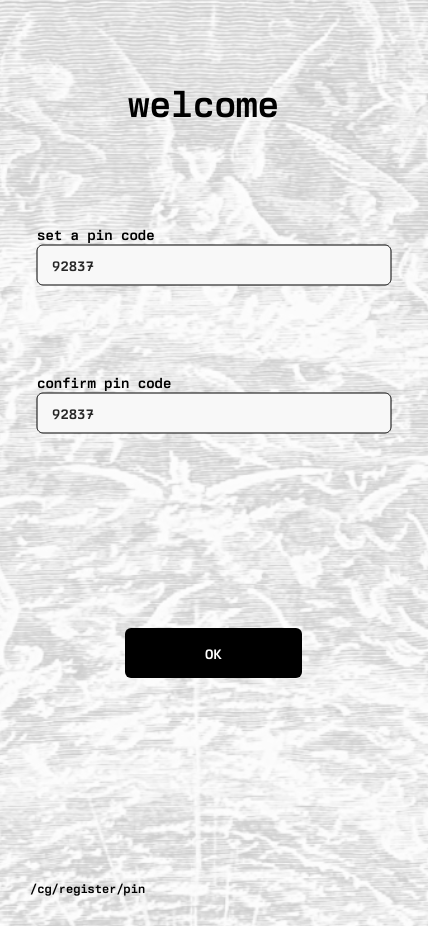 welcome
set a pin code
92837
confirm pin code
92837
OK
/cg/register/pin